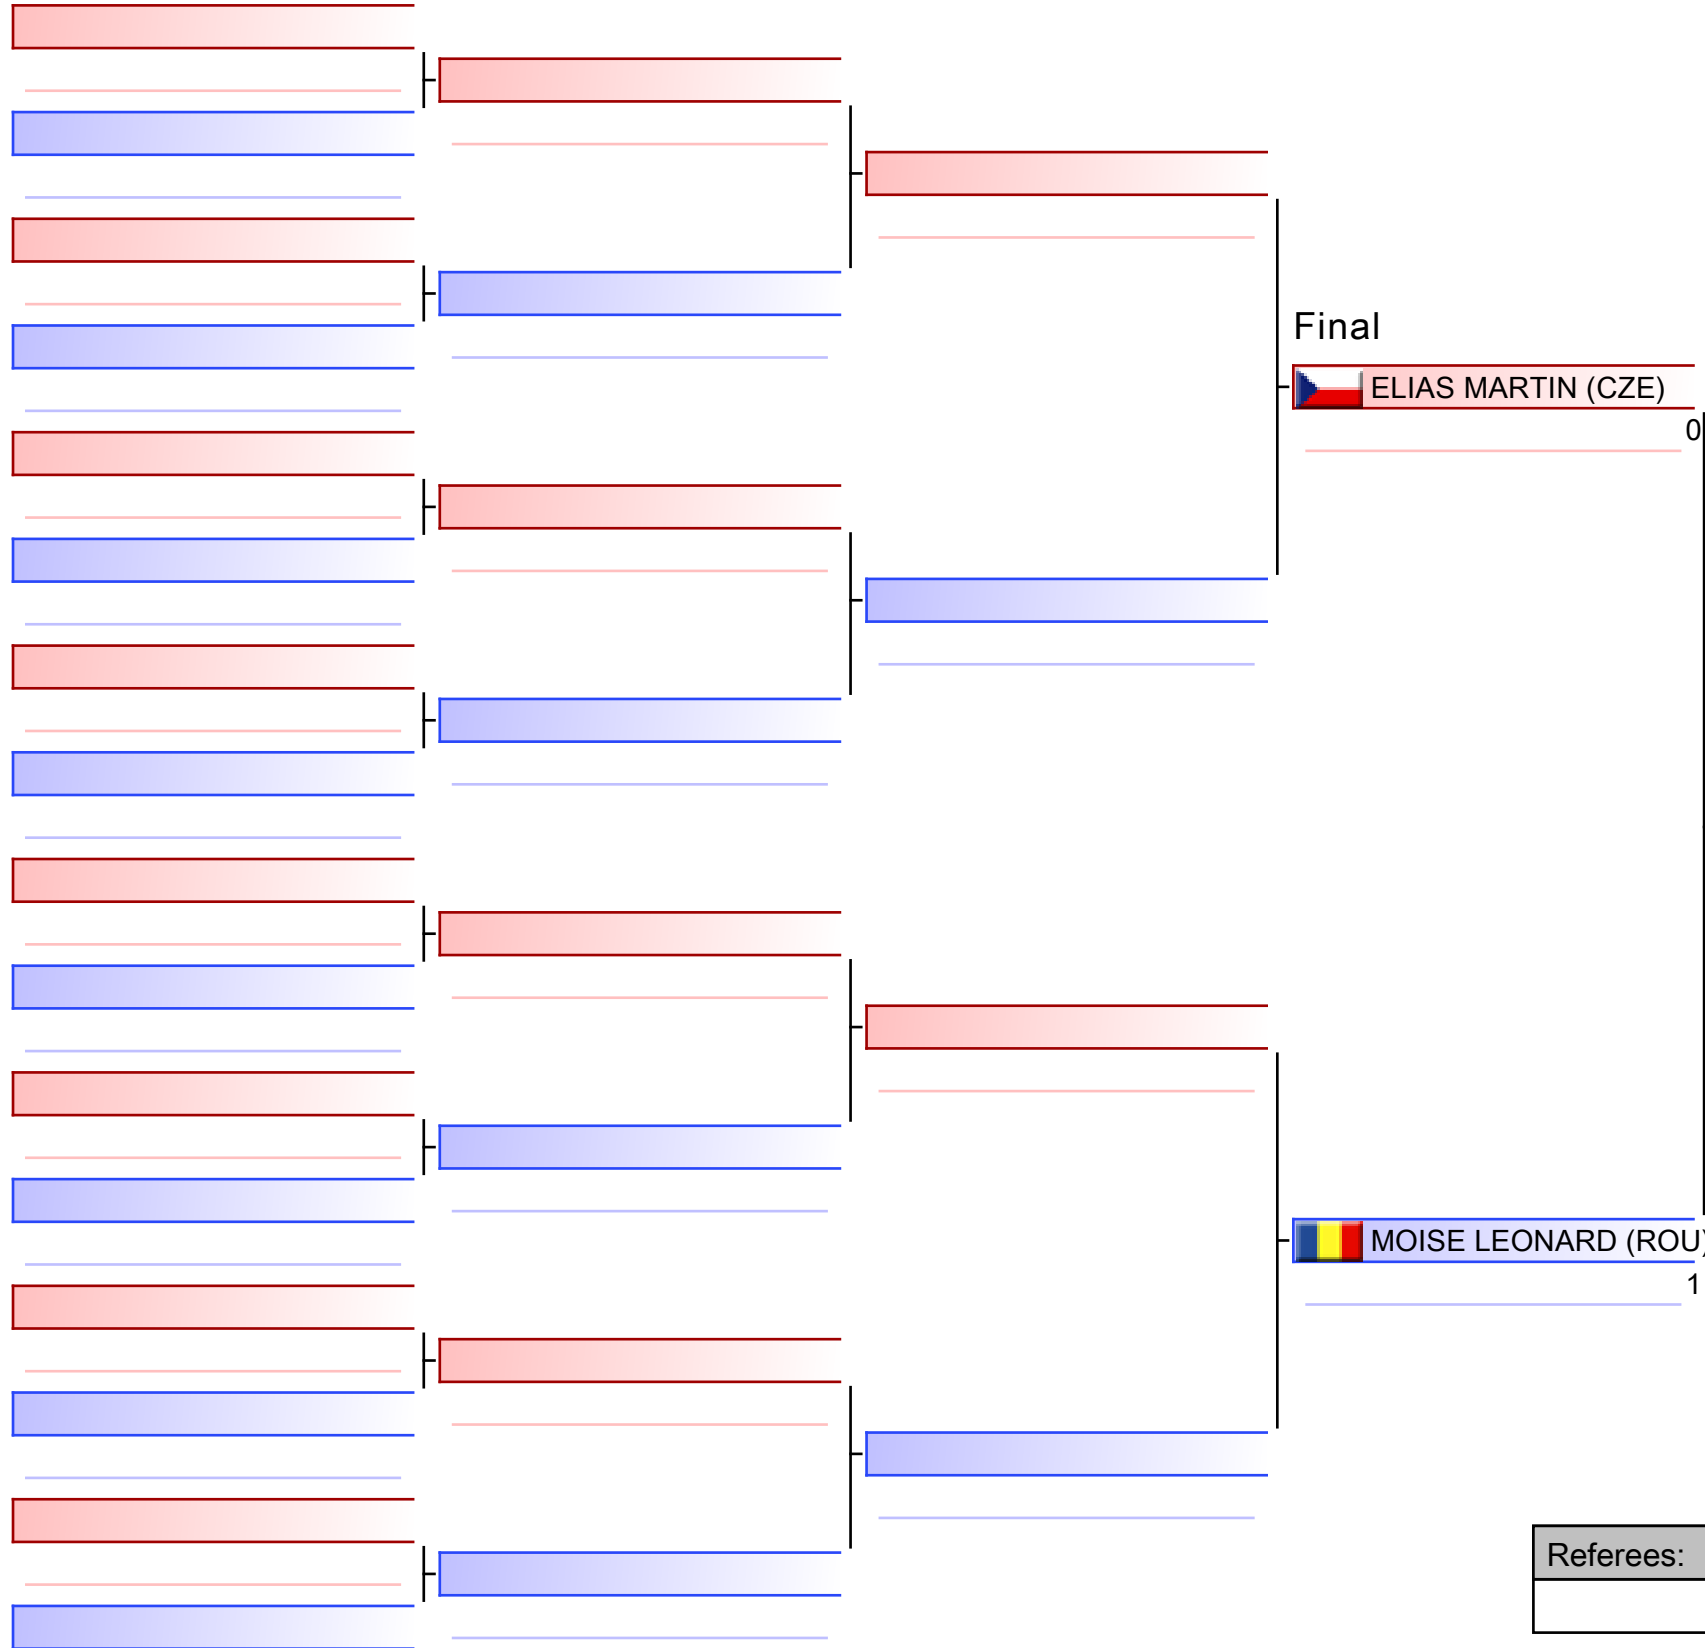 Final
ELIAS MARTIN (CZE)
0
MOISE LEONARD (ROU)
1
Referees: